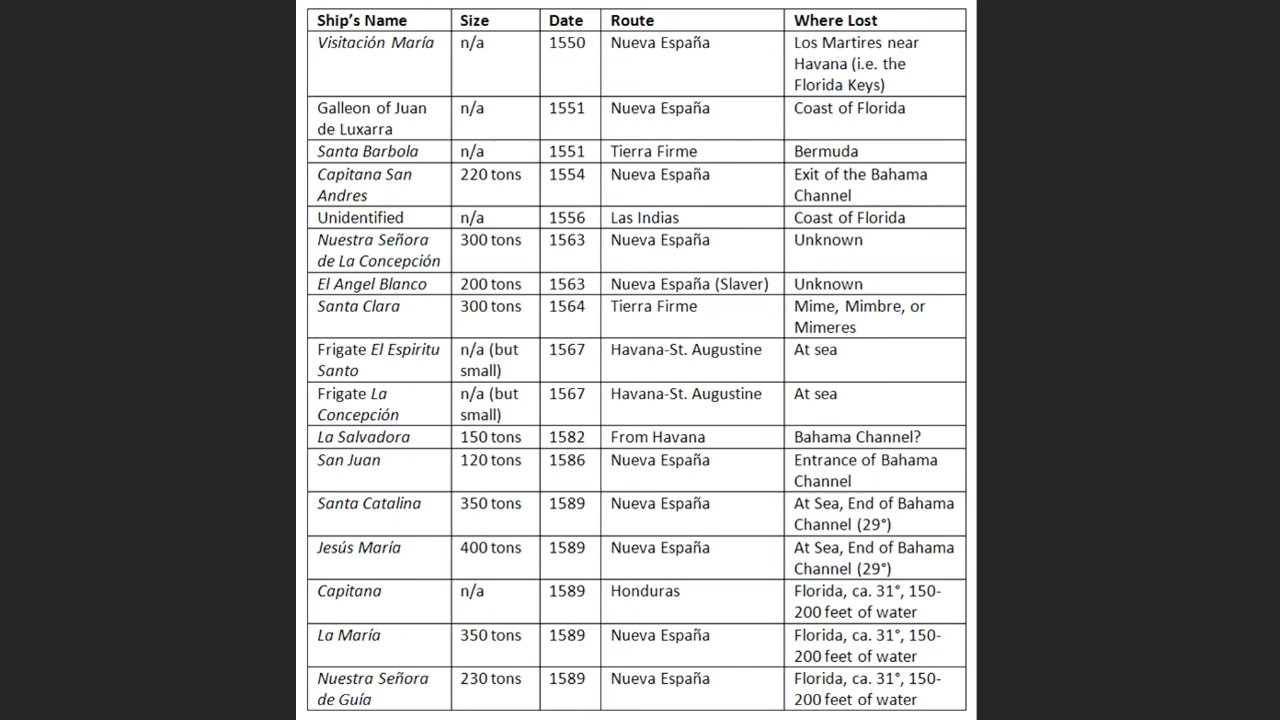 Ship's Name Size Date Route Where Lost
Visitación María n/a 1550 Nueva España Los Martires near
Havana (i.e. the
Florida Keys)
Galleon of Juan n/a 1551 Nueva España Coast of Florida
de Luxarra
Santa Barbola n/a 1551 Tierra Firme Bermuda
Capitana San 220 tons 1554 Nueva España Exit of the Bahama
Andres Channel
Unidentified n/a 1556 Las Indias Coast of Florida
Nuestra Señora 300 tons 1563 Nueva España Unknown
de La Concepción
El Angel Blanco 200 tons 1563 Nueva España (Slaver) Unknown
Santa Clara 300 tons 1564 Tierra Firme Mime, Mimbre, or
Mimeres
Frigate El Espiritu n/a (but 1567 Havana-St. Augustine At sea
Santo small)
Frigate La n/a (but 1567 Havana-St. Augustine At sea
Concepción small)
La Salvadora 150 tons 1582 From Havana Bahama Channel?
San Juan 120 tons 1586 Nueva España Entrance of Bahama
Channel
Santa Catalina 350 tons 1589 Nueva España At Sea, End of Bahama
Channel (29°)
Jesús María 400 tons 1589 Nueva España At Sea, End of Bahama
Channel (29°)
Capitana n/a 1589 Honduras Florida, ca. 31°, 150-
200 feet of water
La María 350 tons 1589 Nueva España Florida, ca. 31°, 150-
200 feet of water
Nuestra Señora 230 tons 1589 Nueva España Florida, ca. 31°, 150-
de Guía 200 feet of water